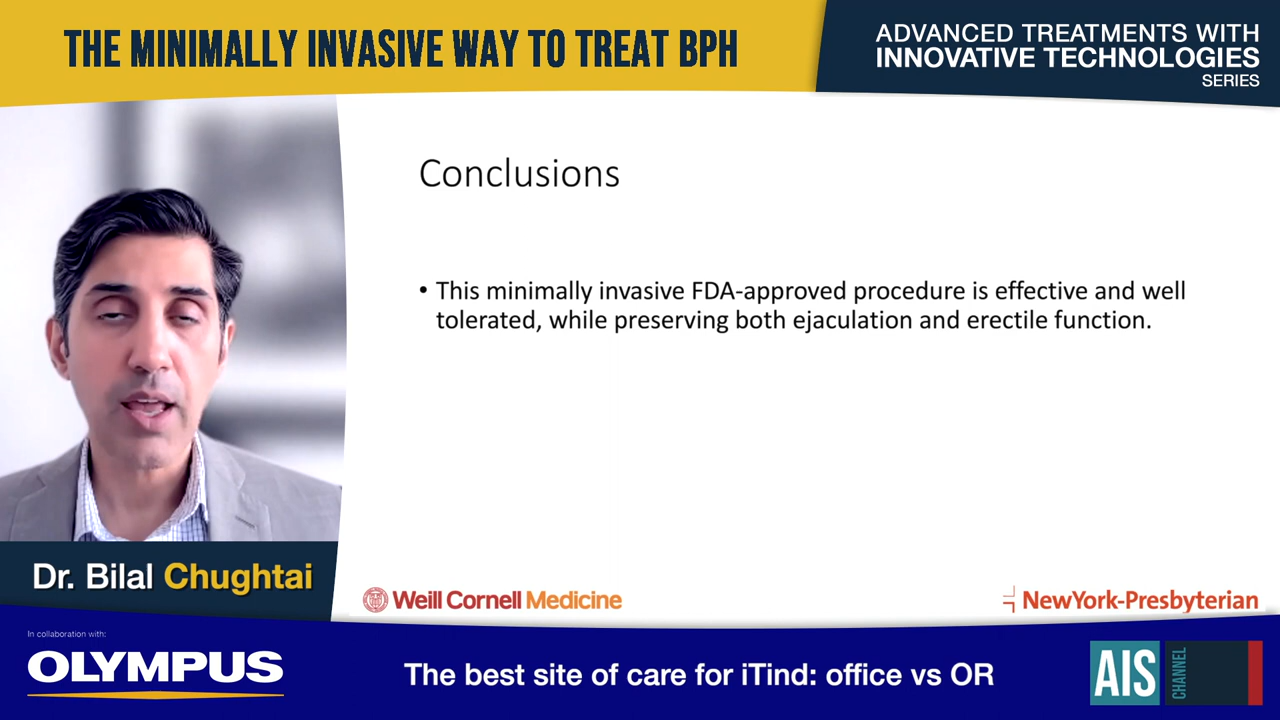 THE MINIMALLY INVASIVE WAY TO TREAT BPH
ADVANCED TREATMENTS WITH
INNOVATIVE TECHNOLOGIES
SERIES
Conclusions
• This minimally invasive FDA-approved procedure is effective and well
tolerated, while preserving both ejaculation and erectile function.
Dr. Bilal Chughtai
Weill Cornell Medicine
NewYork-Presbyterian
In collaboration with:
OLYMPUS
The best site of care for iTind: office vs OR
AIS
CHANNEL